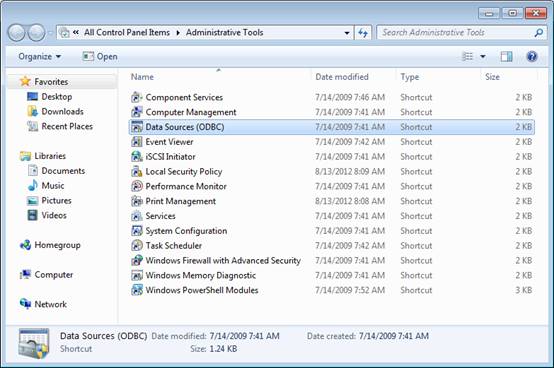 All Control Panel Items ▸ Administrative Tools
Search Administrative Tools
Organize Open
Name Date modified Type Size
Favorites
Desktop
Downloads
Recent Places
Libraries
Documents
Music
Pictures
Videos
Homegroup
Computer
Network
Component Services 7/14/2009 7:46 AM Shortcut 2 KB
Computer Management 7/14/2009 7:41 AM Shortcut 2 KB
Data Sources (ODBC) 7/14/2009 7:41 AM Shortcut 2 KB
Event Viewer 7/14/2009 7:42 AM Shortcut 2 KB
iSCSI Initiator 7/14/2009 7:41 AM Shortcut 2 KB
Local Security Policy 8/13/2012 8:09 AM Shortcut 2 KB
Performance Monitor 7/14/2009 7:41 AM Shortcut 2 KB
Print Management 8/13/2012 8:08 AM Shortcut 2 KB
Services 7/14/2009 7:41 AM Shortcut 2 KB
System Configuration 7/14/2009 7:41 AM Shortcut 2 KB
Task Scheduler 7/14/2009 7:42 AM Shortcut 2 KB
Windows Firewall with Advanced Security 7/14/2009 7:41 AM Shortcut 2 KB
Windows Memory Diagnostic 7/14/2009 7:41 AM Shortcut 2 KB
Windows PowerShell Modules 7/14/2009 7:52 AM Shortcut 3 KB
Data Sources (ODBC) Date modified: 7/14/2009 7:41 AM Date created: 7/14/2009 7:41 AM
Shortcut Size: 1.24 KB